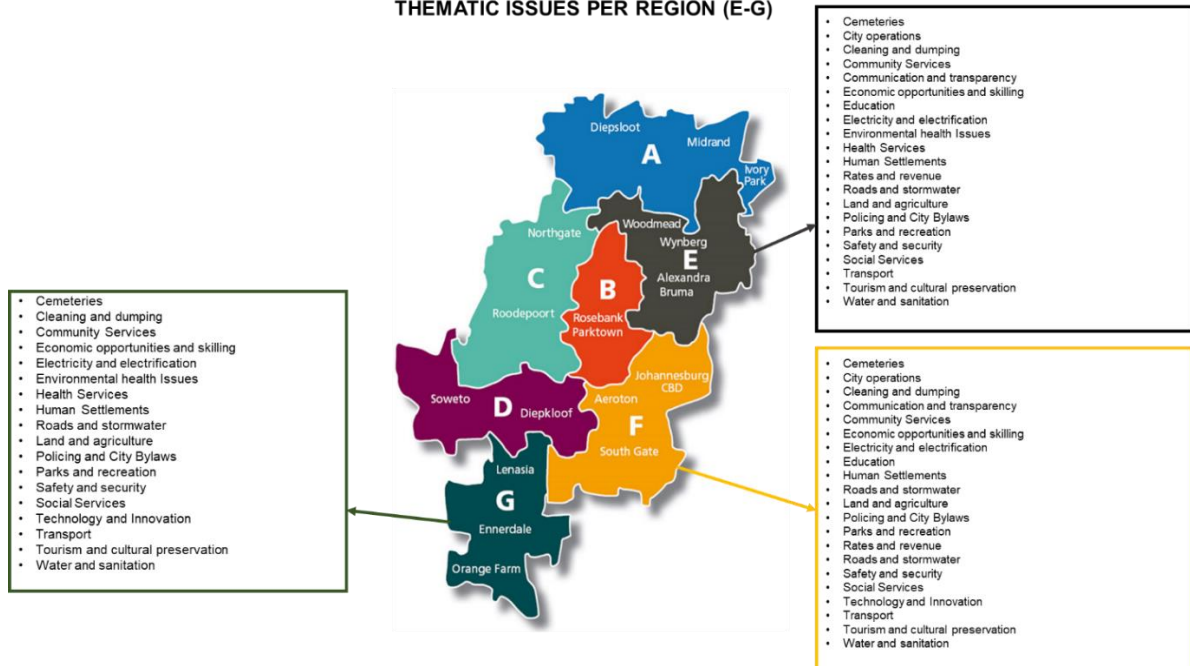 THEMATIC ISSUES PER REGION (E-G)
• Cemeteries
• City operations
• Cleaning and dumping
• Community Services
• Communication and transparency
• Economic opportunities and skilling
• Education
• Electricity and electrification
• Environmental health Issues
• Health Services
• Human Settlements
• Rates and revenue
• Roads and stormwater
• Land and agriculture
• Policing and City Bylaws
• Parks and recreation
• Safety and security
• Social Services
• Transport
• Tourism and cultural preservation
• Water and sanitation
Diepsloot
Midrand
A
Ivory
Park
Woodmead
Northgate
Wynberg
E
C
B
Alexandra
Bruma
Roodepoort
Rosebank
Parktown
Johannesburg
CBD
Soweto
Aeroton
D
Diepkloof
F
South Gate
Lenasia
G
Ennerdale
Orange Farm
• Cemeteries
• Cleaning and dumping
• Community Services
• Economic opportunities and skilling
• Electricity and electrification
• Environmental health Issues
• Health Services
• Human Settlements
• Roads and stormwater
• Land and agriculture
• Policing and City Bylaws
• Parks and recreation
• Safety and security
• Social Services
• Technology and Innovation
• Transport
• Tourism and cultural preservation
• Water and sanitation
• Cemeteries
• City operations
• Cleaning and dumping
• Communication and transparency
• Community Services
• Economic opportunities and skilling
• Electricity and electrification
• Education
• Human Settlements
• Roads and stormwater
• Land and agriculture
• Policing and City Bylaws
• Parks and recreation
• Rates and revenue
• Roads and stormwater
• Safety and security
• Social Services
• Technology and Innovation
• Transport
• Tourism and cultural preservation
• Water and sanitation